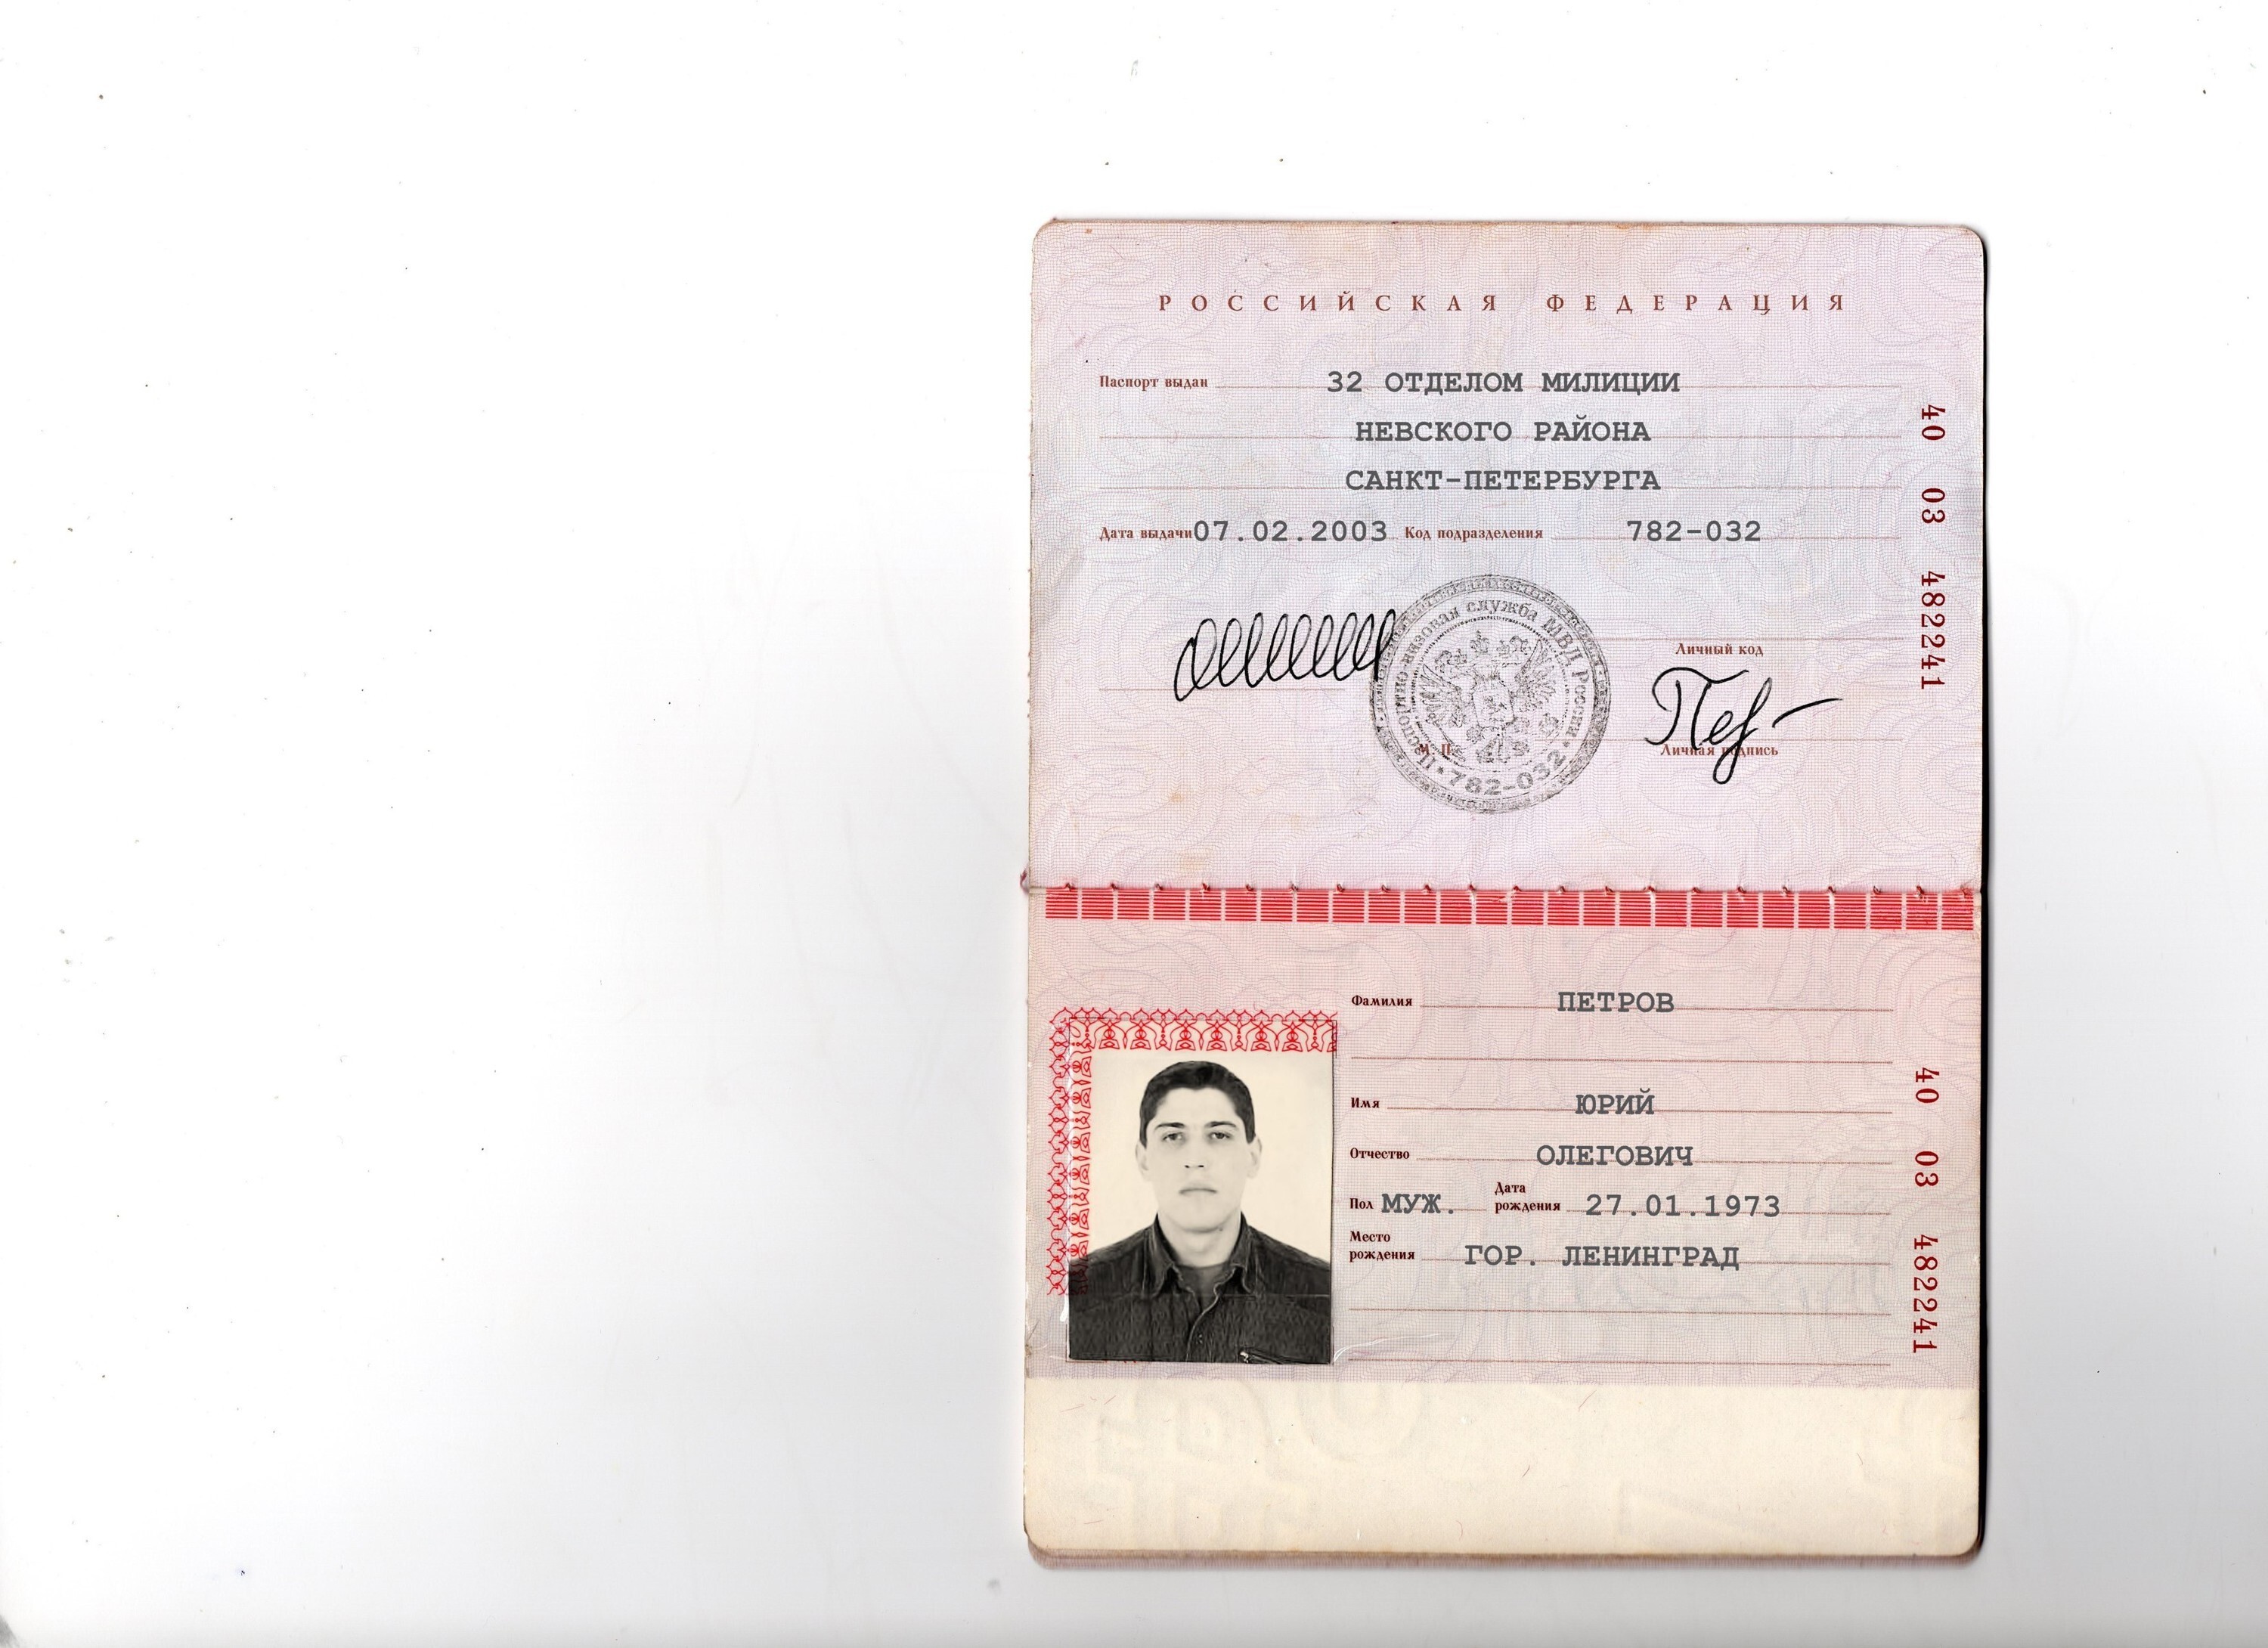 РОССИЙСКАЯ ФЕДЕРАЦИЯ
Паспорт выдан 32 ОТДЕЛОМ МИЛИЦИИ
НЕВСКОГО РАЙОНА
САНКТ-ПЕТЕРБУРГА
Дата выдачи 07.02.2003 Код подразделения 782-032
Паспортно-визовая служба МВД России
782-032
М. П.
Личный код
Личная подпись
40 03 482241
Фамилия ПЕТРОВ
Имя ЮРИЙ
Отчество ОЛЕГОВИЧ
Пол МУЖ. Дата рождения 27.01.1973
Место рождения ГОР. ЛЕНИНГРАД
40 03 482241